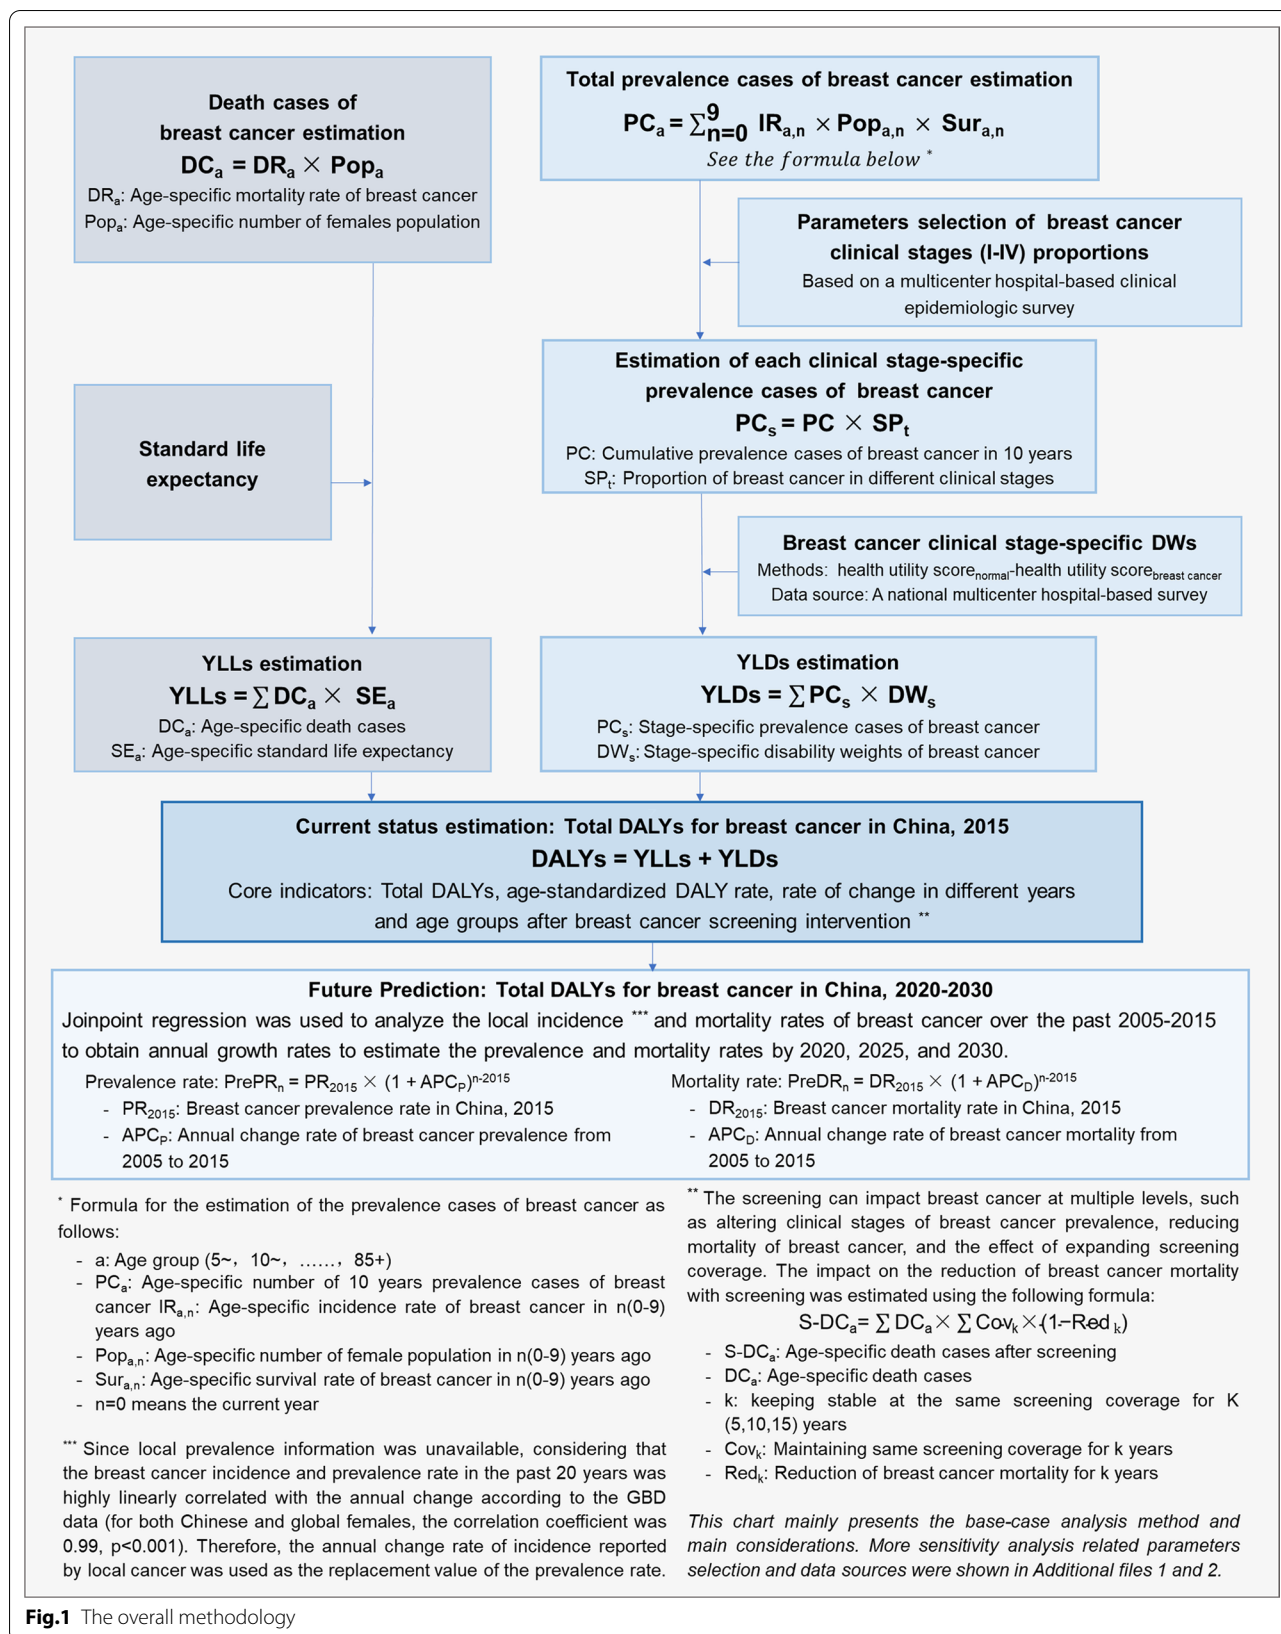 Death cases of
breast cancer estimation
DCa = DRa × Popa
DRa: Age-specific mortality rate of breast cancer
Popa: Age-specific number of females population
Total prevalence cases of breast cancer estimation
PCa = ∑9n=0 IRa,n × Popa,n × Sura,n
See the formula below *
Parameters selection of breast cancer
clinical stages (I-IV) proportions
Based on a multicenter hospital-based clinical
epidemiologic survey
Standard life
expectancy
Estimation of each clinical stage-specific
prevalence cases of breast cancer
PCs = PC × SPt
PC: Cumulative prevalence cases of breast cancer in 10 years
SPt: Proportion of breast cancer in different clinical stages
Breast cancer clinical stage-specific DWs
Methods: health utility scorenormal-health utility scorebreast cancer
Data source: A national multicenter hospital-based survey
YLLs estimation
YLLs = ∑ DCa × SEa
DCa: Age-specific death cases
SEa: Age-specific standard life expectancy
YLDs estimation
YLDs = ∑ PCs × DWs
PCs: Stage-specific prevalence cases of breast cancer
DWs: Stage-specific disability weights of breast cancer
Current status estimation: Total DALYs for breast cancer in China, 2015
DALYs = YLLs + YLDs
Core indicators: Total DALYs, age-standardized DALY rate, rate of change in different years
and age groups after breast cancer screening intervention **
Future Prediction: Total DALYs for breast cancer in China, 2020-2030
Joinpoint regression was used to analyze the local incidence *** and mortality rates of breast cancer over the past 2005-2015
to obtain annual growth rates to estimate the prevalence and mortality rates by 2020, 2025, and 2030.
Prevalence rate: PrePRn = PR2015 × (1 + APCP)n-2015
- PR2015: Breast cancer prevalence rate in China, 2015
- APCP: Annual change rate of breast cancer prevalence from
2005 to 2015
Mortality rate: PreDRn = DR2015 × (1 + APCD)n-2015
- DR2015: Breast cancer mortality rate in China, 2015
- APCD: Annual change rate of breast cancer mortality from
2005 to 2015
* Formula for the estimation of the prevalence cases of breast cancer as
follows:
- a: Age group (5~, 10~, ……, 85+)
- PCa: Age-specific number of 10 years prevalence cases of breast
cancer IRa,n: Age-specific incidence rate of breast cancer in n(0-9)
years ago
- Popa,n: Age-specific number of female population in n(0-9) years ago
- Sura,n: Age-specific survival rate of breast cancer in n(0-9) years ago
- n=0 means the current year
*** Since local prevalence information was unavailable, considering that
the breast cancer incidence and prevalence rate in the past 20 years was
highly linearly correlated with the annual change according to the GBD
data (for both Chinese and global females, the correlation coefficient was
0.99, p<0.001). Therefore, the annual change rate of incidence reported
by local cancer was used as the replacement value of the prevalence rate.
** The screening can impact breast cancer at multiple levels, such
as altering clinical stages of breast cancer prevalence, reducing
mortality of breast cancer, and the effect of expanding screening
coverage. The impact on the reduction of breast cancer mortality
with screening was estimated using the following formula:
S-DCa= ∑ DCa × ∑ Covk × (1−Redk)
- S-DCa: Age-specific death cases after screening
- DCa: Age-specific death cases
- k: keeping stable at the same screening coverage for K
(5,10,15) years
- Covk: Maintaining same screening coverage for k years
- Redk: Reduction of breast cancer mortality for k years
This chart mainly presents the base-case analysis method and
main considerations. More sensitivity analysis related parameters
selection and data sources were shown in Additional files 1 and 2.
Fig.1 The overall methodology